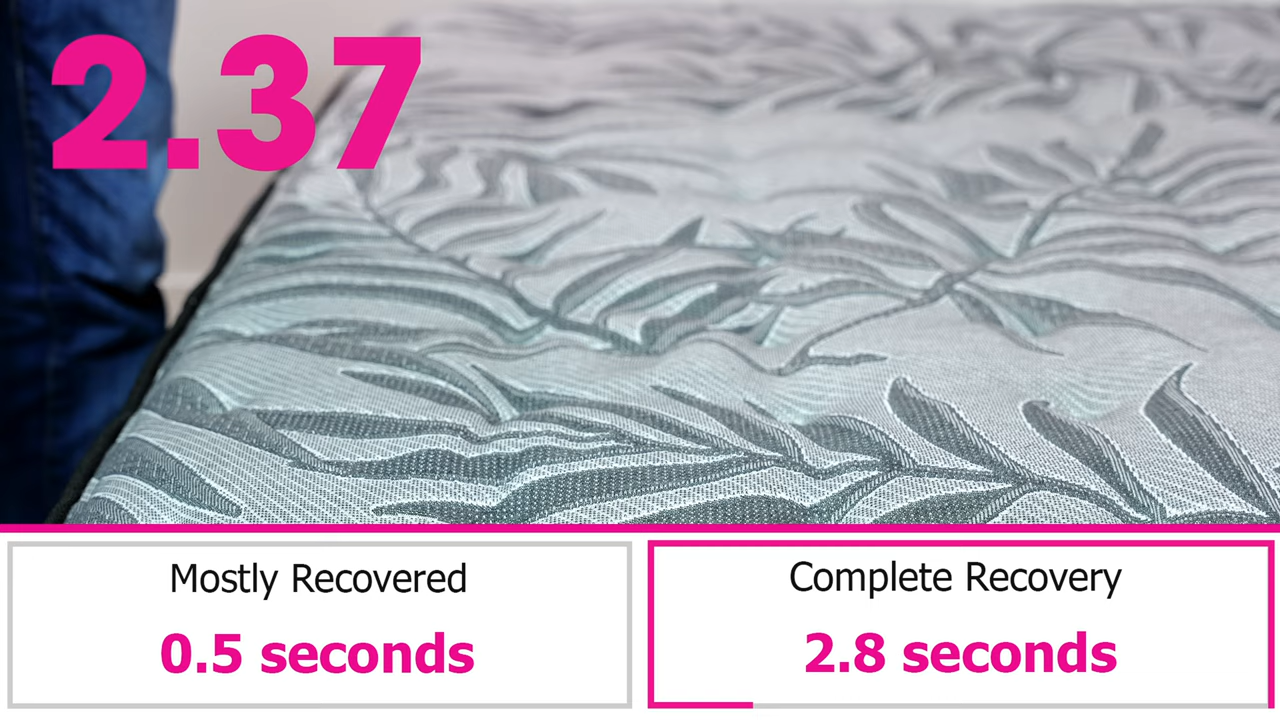 2.37
Mostly Recovered
0.5 seconds
Complete Recovery
2.8 seconds